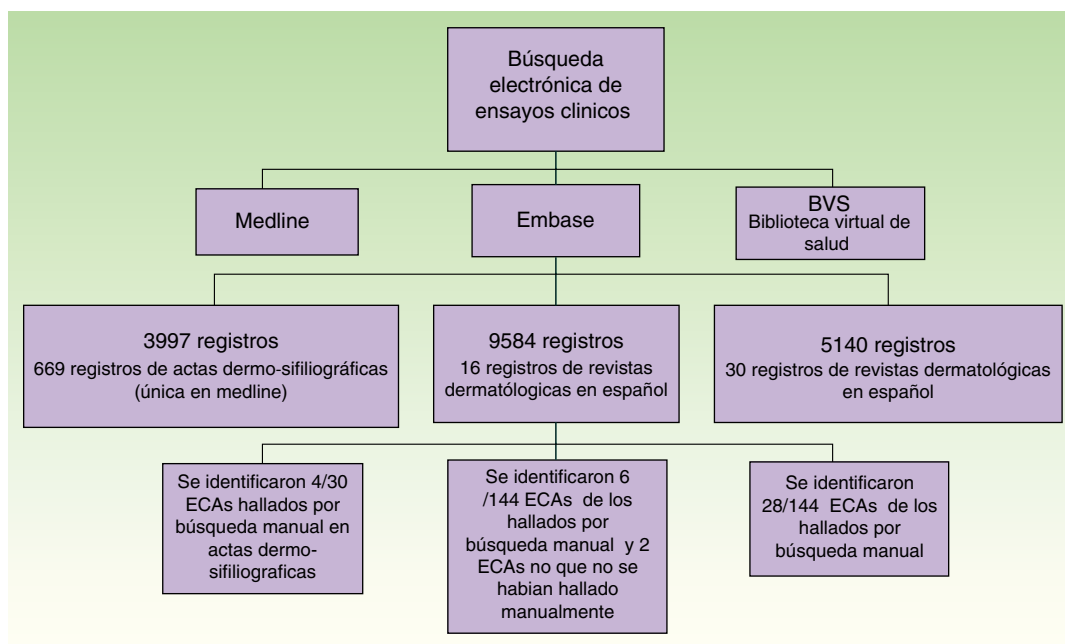 Búsqueda
electrónica de
ensayos clinicos
Medline
Embase
BVS
Biblioteca virtual de
salud
3997 registros
669 registros de actas dermo-sifiliográficas
(única en medline)
9584 registros
16 registros de revistas
dermatólogicas en español
5140 registros
30 registros de revistas dermatológicas
en español
Se identificaron 4/30
ECAs hallados por
búsqueda manual en
actas dermo-
sifiliograficas
Se identificaron 6
/144 ECAs de los
hallados por
búsqueda manual y 2
ECAs no que no se
habian hallado
manualmente
Se identificaron
28/144 ECAs de los
hallados por
búsqueda manual